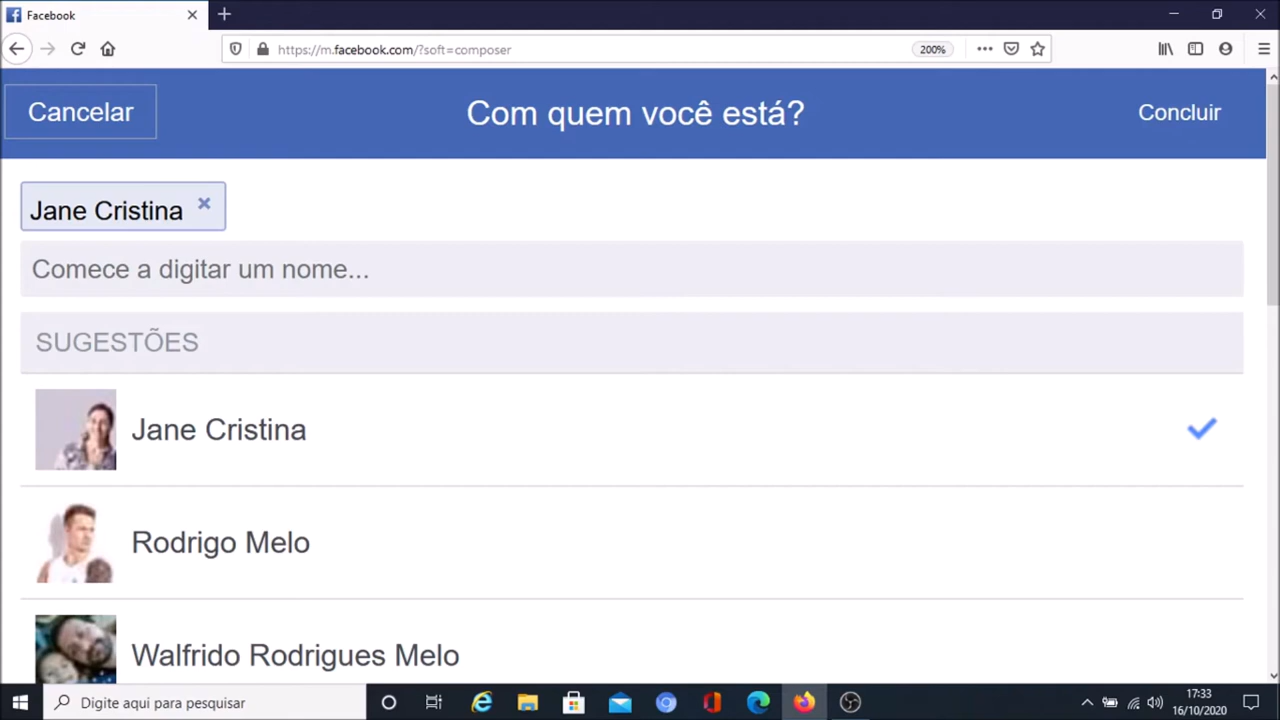 Facebook
https://m.facebook.com/?soft=composer
200%
Cancelar
Com quem você está?
Concluir
Jane Cristina
Comece a digitar um nome...
SUGESTÕES
Jane Cristina
Rodrigo Melo
Walfrido Rodrigues Melo
Digite aqui para pesquisar
17:33
16/10/2020